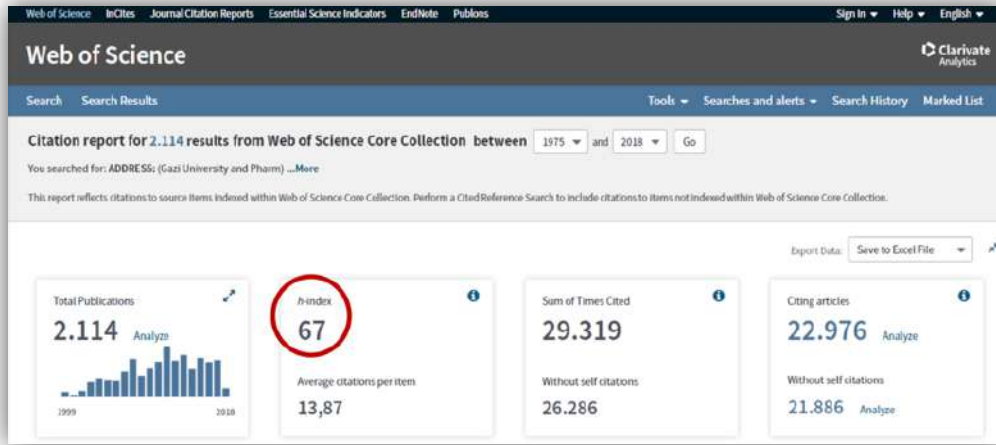 Web of Science InCites Journal Citation Reports Essential Science Indicators EndNote Publons Sign In Help English
Web of Science
Clarivate
Analytics
Search Search Results Tools Searches and alerts Search History Marked List
Citation report for 2.114 results from Web of Science Core Collection between 1975 and 2018 Go
You searched for: ADDRESS: (Gazi University and Pharm) ...More
This report reflects citations to source items indexed within Web of Science Core Collection. Perform a Cited Reference Search to include citations to items not indexed within Web of Science Core Collection.
Export Data: Save to Excel File
Total Publications
2.114 Analyze
1999 2018
h-index
67
Average citations per item
13,87
Sum of Times Cited
29.319
Without self citations
26.286
Citing articles
22.976 Analyze
Without self citations
21.886 Analyze